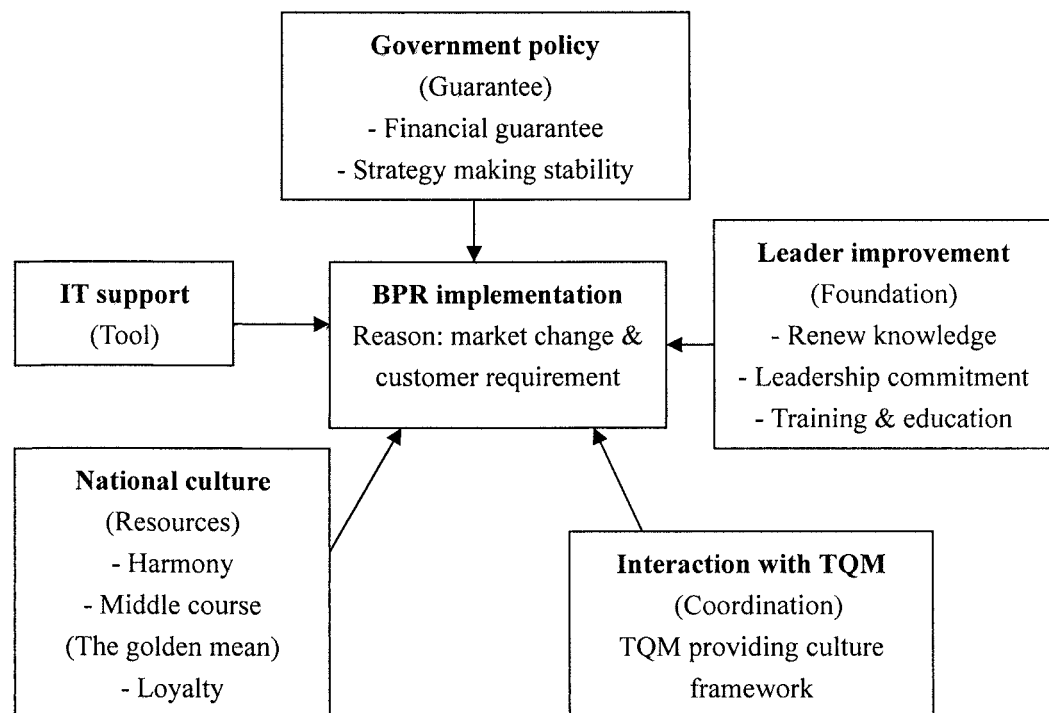 Government policy
(Guarantee)
- Financial guarantee
- Strategy making stability
IT support
(Tool)
BPR implementation
Reason: market change &
customer requirement
Leader improvement
(Foundation)
- Renew knowledge
- Leadership commitment
- Training & education
National culture
(Resources)
- Harmony
- Middle course
(The golden mean)
- Loyalty
Interaction with TQM
(Coordination)
TQM providing culture
framework